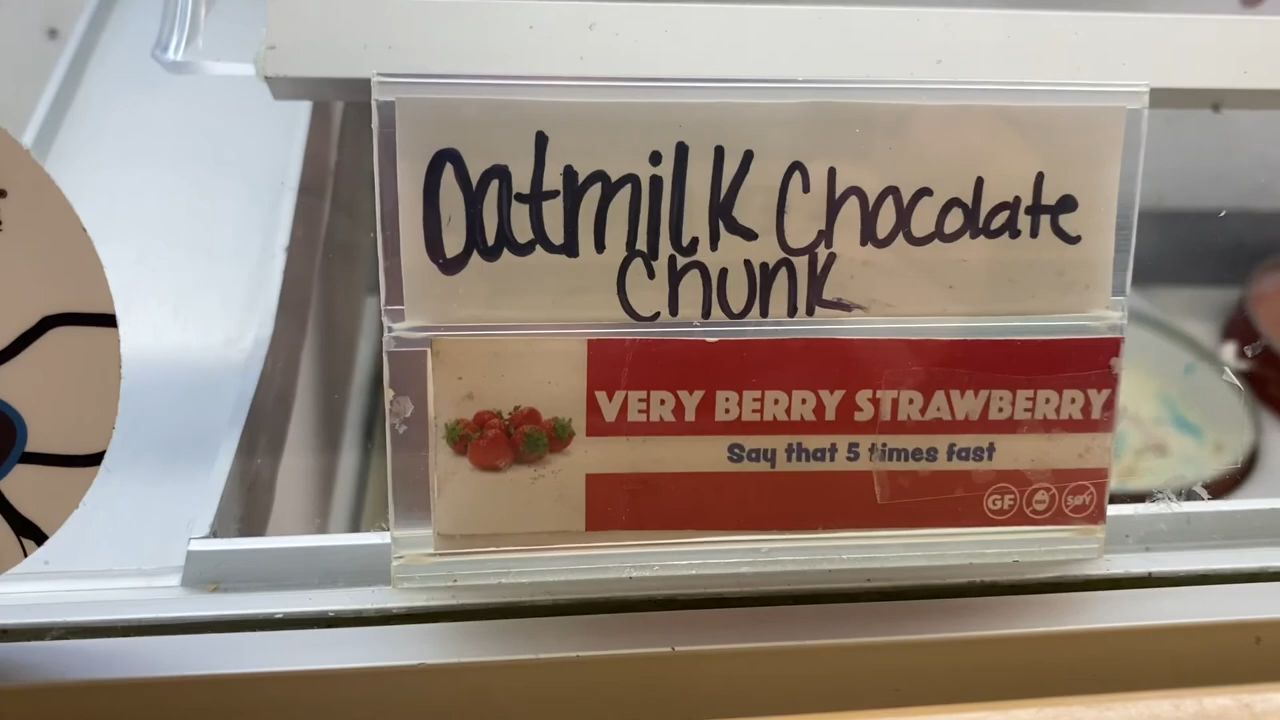 Oatmilk Chocolate
Chunk
VERY BERRY STRAWBERRY
Say that 5 times fast
GF
SOY